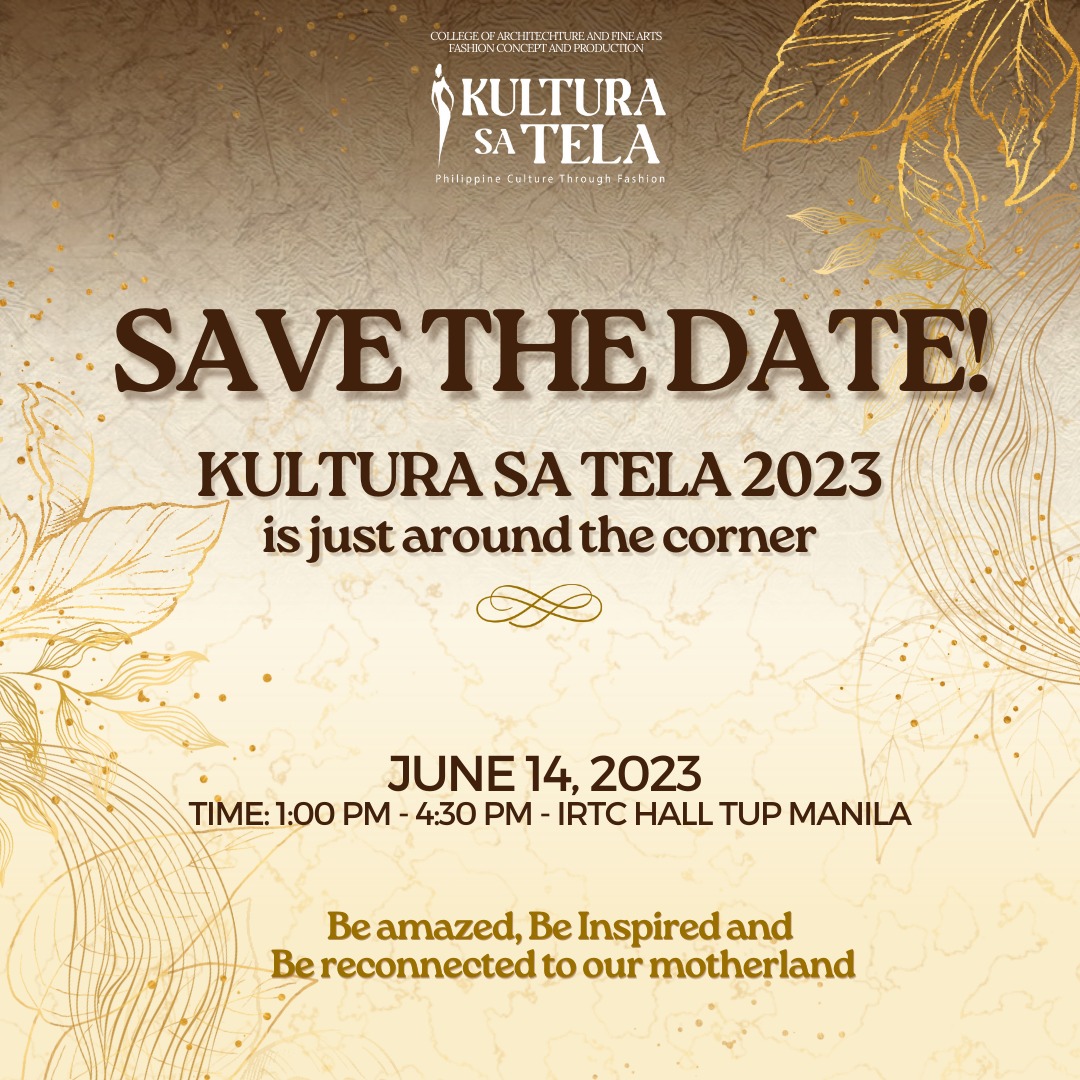 COLLEGE OF ARCHITECHTURE AND FINE ARTS
FASHION CONCEPT AND PRODUCTION
KULTURA
SA TELA
Philippine Culture Through Fashion
SAVE THE DATE!
KULTURA SA TELA 2023
is just around the corner
JUNE 14, 2023
TIME: 1:00 PM - 4:30 PM - IRTC HALL TUP MANILA
Be amazed, Be Inspired and
Be reconnected to our motherland